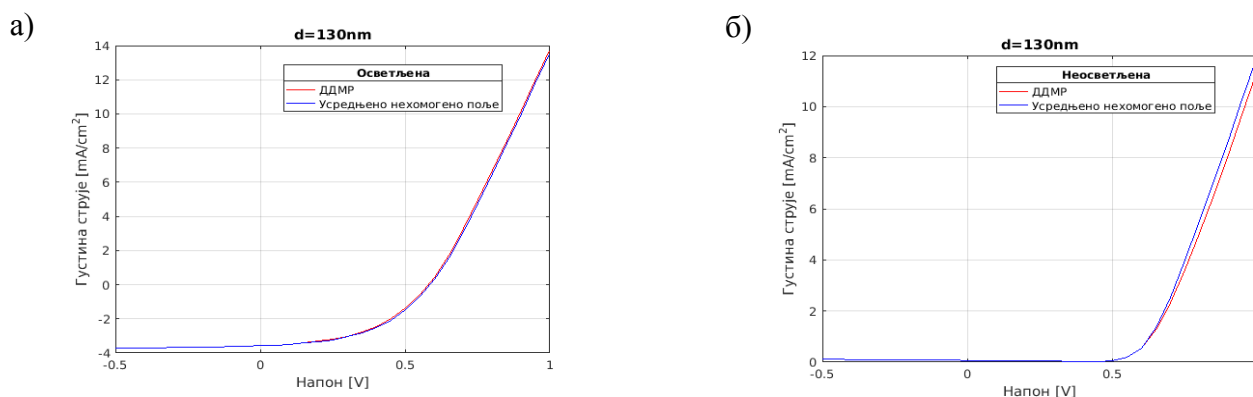 а)
d=130nm
14
12
10
8
6
4
2
0
-2
-4
-0.5
0
0.5
1
Густина струје [mA/cm²]
Напон [V]
Осветљена
ДДМР
Усредњено нехомогено поље
б)
d=130nm
12
10
8
6
4
2
0
-0.5
0
0.5
Густина струје [mA/cm²]
Напон [V]
Неосветљена
ДДМР
Усредњено нехомогено поље